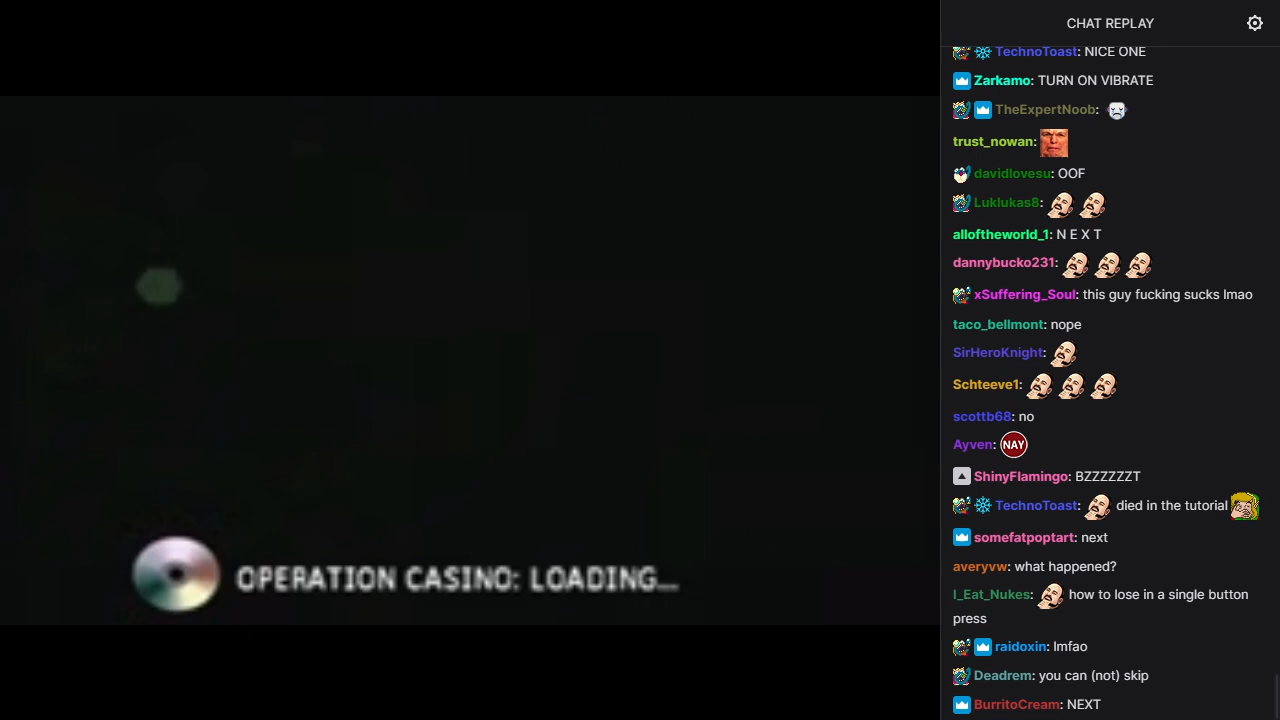 CHAT REPLAY
TechnoToast: NICE ONE
Zarkamo: TURN ON VIBRATE
TheExpertNoob:
trust_nowan:
davidlovesu: OOF
Luklukas8:
alloftheworld_1: N E X T
dannybucko231:
xSuffering_Soul: this guy fucking sucks lmao
taco_bellmont: nope
SirHeroKnight:
Schteeve1:
scottb68: no
Ayven: NAY
ShinyFlamingo: BZZZZZZT
TechnoToast: died in the tutorial
somefatpoptart: next
averyvw: what happened?
I_Eat_Nukes: how to lose in a single button
press
raidoxin: lmfao
Deadrem: you can (not) skip
BurritoCream: NEXT
OPERATION CASINO: LOADING...